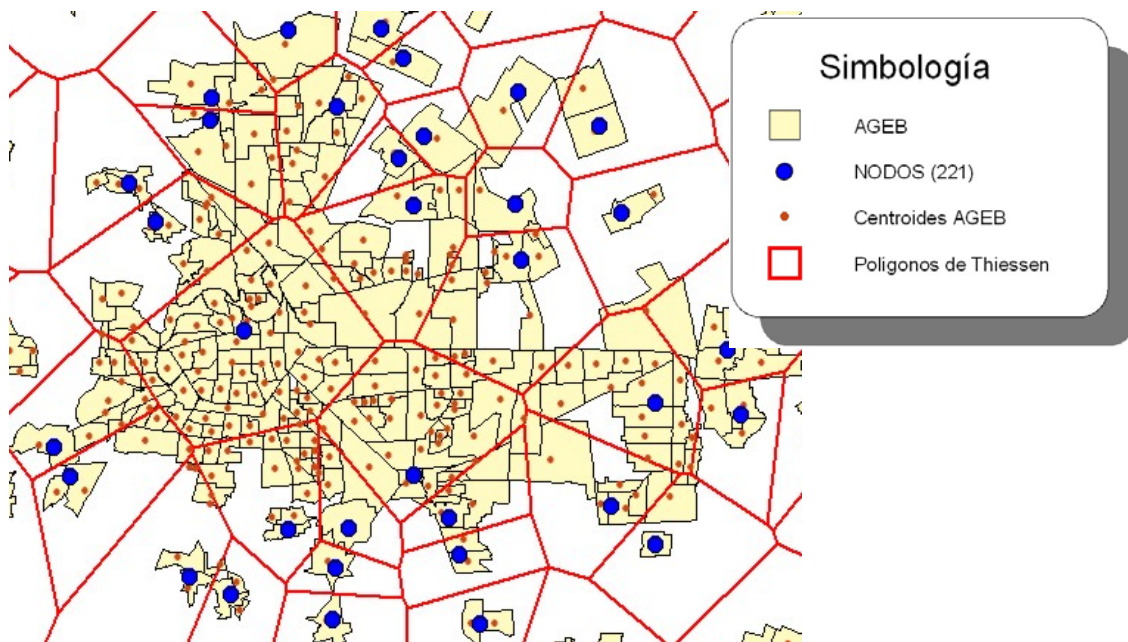 Simbología
AGEB
NODOS (221)
Centroides AGEB
Poligonos de Thiessen